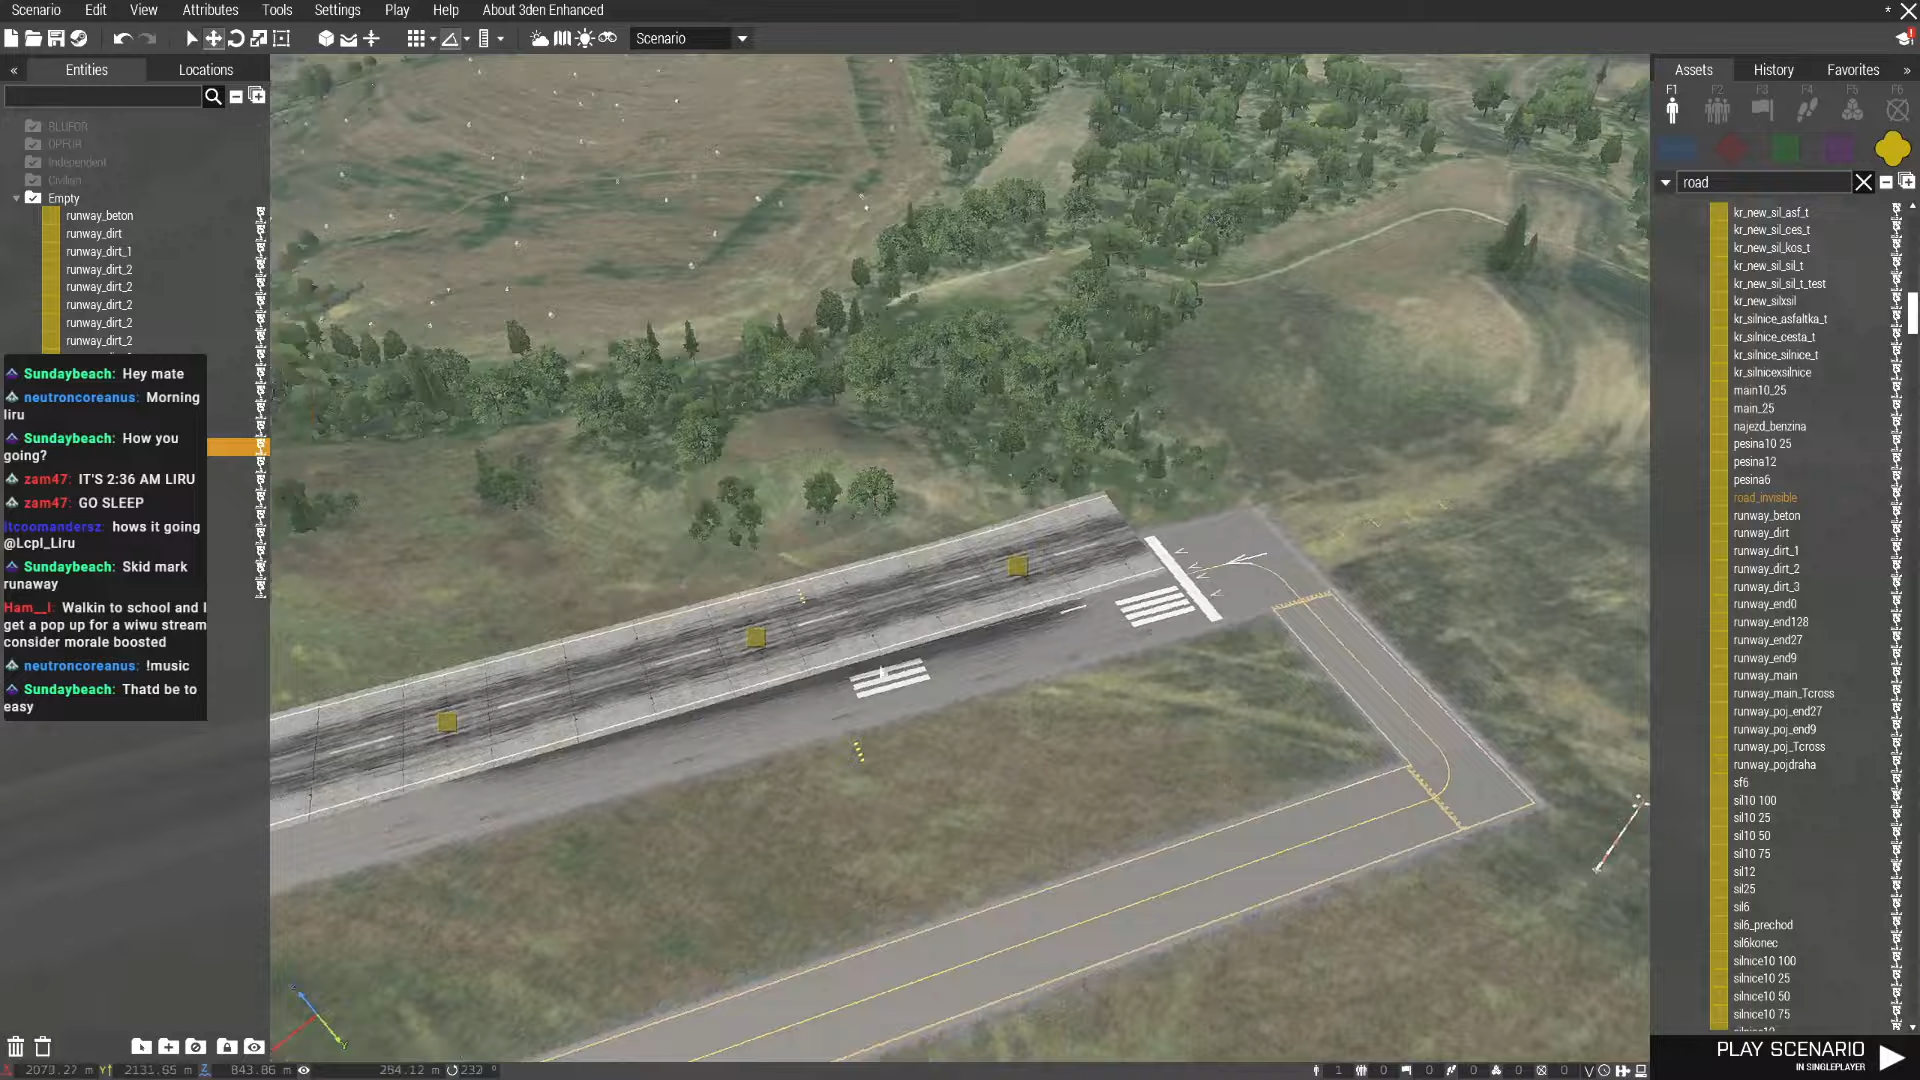 Scenario Edit View Attributes Tools Settings Play Help About 3den Enhanced
Scenario
Entities Locations
BLUFOR
OPFOR
Independent
Civilian
Empty
runway_beton
runway_dirt
runway_dirt_1
runway_dirt_2
runway_dirt_2
runway_dirt_2
runway_dirt_2
runway_dirt_2
Sundaybeach: Hey mate
neutroncoreanus: Morning
liru
Sundaybeach: How you
going?
zam47: IT'S 2:36 AM LIRU
zam47: GO SLEEP
ltcoomandersz: hows it going
@Lcpl_Liru
Sundaybeach: Skid mark
runaway
Ham__I: Walkin to school and I
get a pop up for a wiwu stream
consider morale boosted
neutroncoreanus: !music
Sundaybeach: Thatd be to
easy
2131.65 m
843.86 m
1 0 0 0 0 0
Assets History Favorites
F1 F2 F3 F4 F5 F6
road
kr_new_sil_asf_t
kr_new_sil_ces_t
kr_new_sil_kos_t
kr_new_sil_sil_t
kr_new_sil_sil_t_test
kr_new_silxsil
kr_silnice_asfaltka_t
kr_silnice_cesta_t
kr_silnice_silnice_t
kr_silnicexsilnice
main10_25
main_25
najezd_benzina
pesina10 25
pesina12
pesina6
road_invisible
runway_beton
runway_dirt
runway_dirt_1
runway_dirt_2
runway_dirt_3
runway_end0
runway_end128
runway_end27
runway_end9
runway_main
runway_main_Tcross
runway_poj_end27
runway_poj_end9
runway_poj_Tcross
runway_pojdraha
sf6
sil10 100
sil10 25
sil10 50
sil10 75
sil12
sil25
sil6
sil6_prechod
sil6konec
silnice10 100
silnice10 25
silnice10 50
silnice10 75
PLAY SCENARIO
IN SINGLEPLAYER